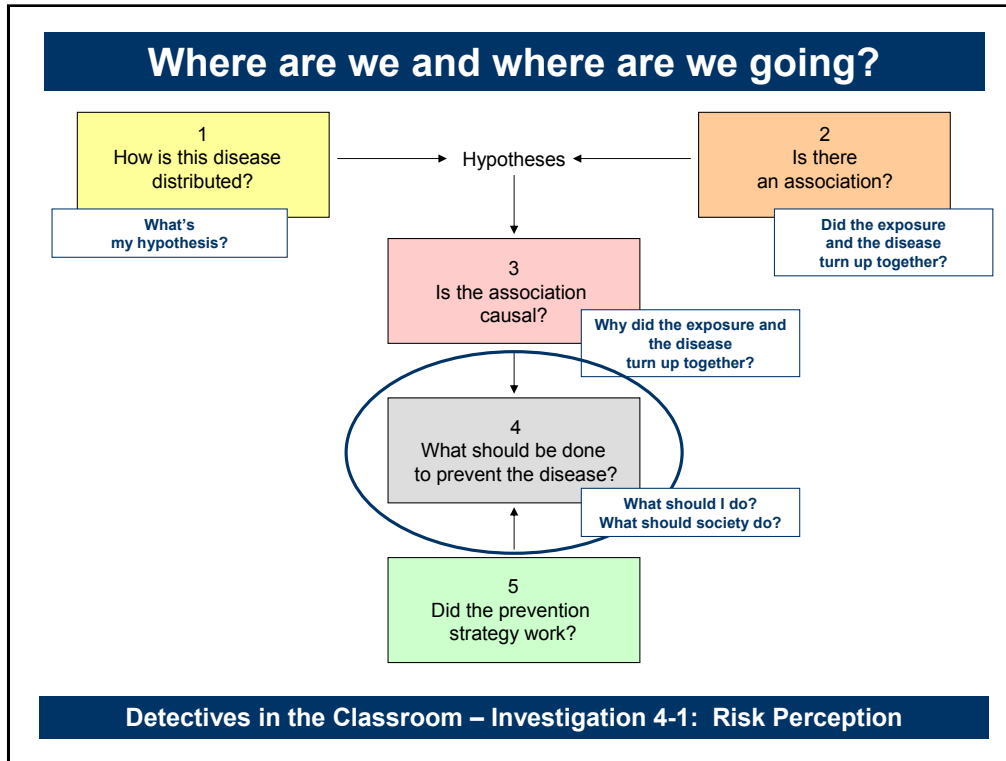 Where are we and where are we going?
1
How is this disease
distributed?
What's
my hypothesis?
Hypotheses
2
Is there
an association?
Did the exposure
and the disease
turn up together?
3
Is the association
causal?
Why did the exposure and
the disease
turn up together?
4
What should be done
to prevent the disease?
What should I do?
What should society do?
5
Did the prevention
strategy work?
Detectives in the Classroom – Investigation 4-1:  Risk Perception